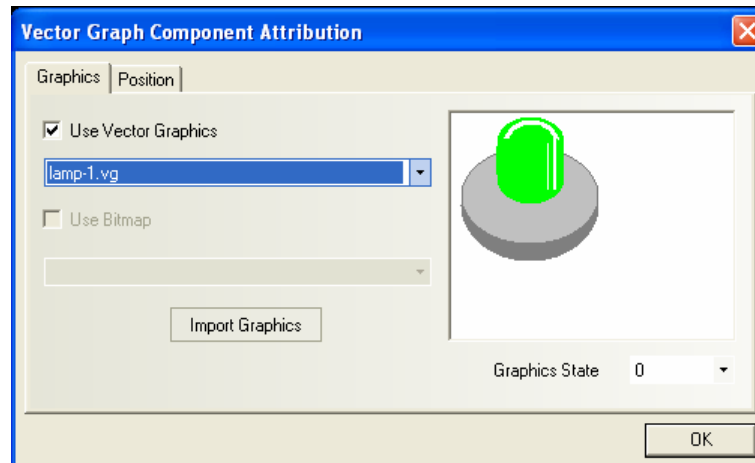 Vector Graph Component Attribution
Graphics Position
Use Vector Graphics
lamp-1.vg
Use Bitmap
Import Graphics
Graphics State 0
OK